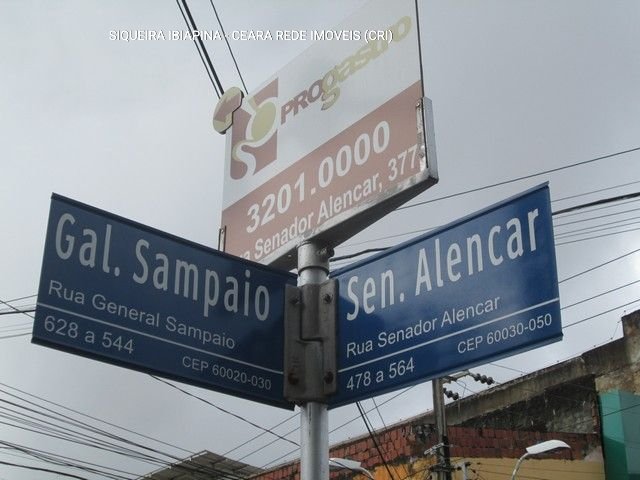 SIQUEIRA IBIAPINA - CEARA REDE IMOVEIS (CRI)
PROgastro
3201.0000
Senador Alencar, 377
Gal. Sampaio
Rua General Sampaio
628 a 544
CEP 60020-030
Sen. Alencar
Rua Senador Alencar
478 a 564
CEP 60030-050